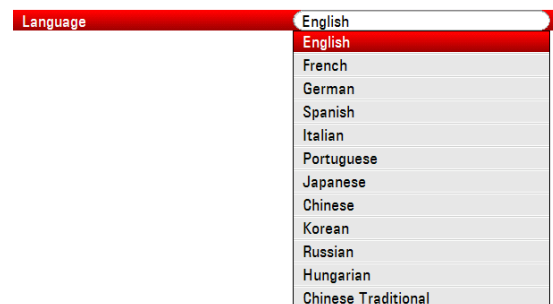 Language English
English
French
German
Spanish
Italian
Portuguese
Japanese
Chinese
Korean
Russian
Hungarian
Chinese Traditional